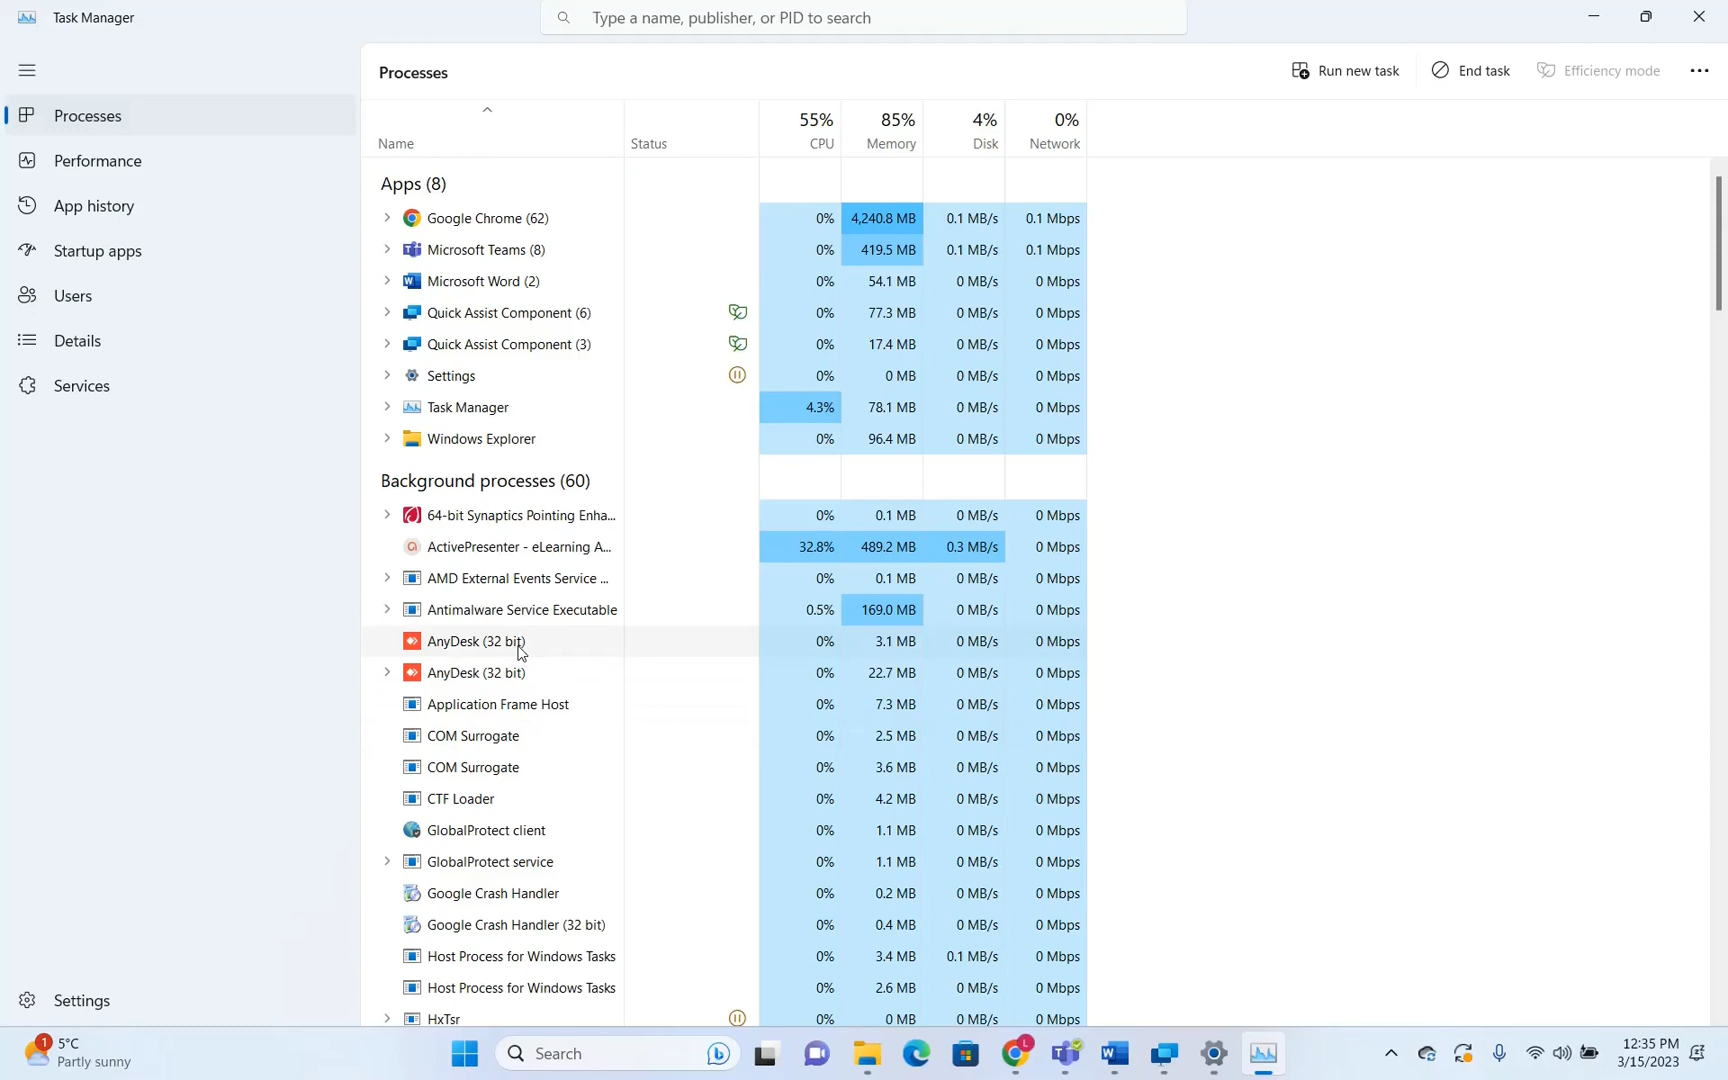 Task Manager
Type a name, publisher, or PID to search
Processes
Run new task
End task
Efficiency mode
Processes
Performance
App history
Startup apps
Users
Details
Services
Settings
55% 85% 4% 0%
Name Status CPU Memory Disk Network
Apps (8)
Google Chrome (62) 0% 4,240.8 MB 0.1 MB/s 0.1 Mbps
Microsoft Teams (8) 0% 419.5 MB 0.1 MB/s 0.1 Mbps
Microsoft Word (2) 0% 54.1 MB 0 MB/s 0 Mbps
Quick Assist Component (6) 0% 77.3 MB 0 MB/s 0 Mbps
Quick Assist Component (3) 0% 17.4 MB 0 MB/s 0 Mbps
Settings 0% 0 MB 0 MB/s 0 Mbps
Task Manager 4.3% 78.1 MB 0 MB/s 0 Mbps
Windows Explorer 0% 96.4 MB 0 MB/s 0 Mbps
Background processes (60)
64-bit Synaptics Pointing Enha... 0% 0.1 MB 0 MB/s 0 Mbps
ActivePresenter - eLearning A... 32.8% 489.2 MB 0.3 MB/s 0 Mbps
AMD External Events Service ... 0% 0.1 MB 0 MB/s 0 Mbps
Antimalware Service Executable 0.5% 169.0 MB 0 MB/s 0 Mbps
AnyDesk (32 bit) 0% 3.1 MB 0 MB/s 0 Mbps
AnyDesk (32 bit) 0% 22.7 MB 0 MB/s 0 Mbps
Application Frame Host 0% 7.3 MB 0 MB/s 0 Mbps
COM Surrogate 0% 2.5 MB 0 MB/s 0 Mbps
COM Surrogate 0% 3.6 MB 0 MB/s 0 Mbps
CTF Loader 0% 4.2 MB 0 MB/s 0 Mbps
GlobalProtect client 0% 1.1 MB 0 MB/s 0 Mbps
GlobalProtect service 0% 1.1 MB 0 MB/s 0 Mbps
Google Crash Handler 0% 0.2 MB 0 MB/s 0 Mbps
Google Crash Handler (32 bit) 0% 0.4 MB 0 MB/s 0 Mbps
Host Process for Windows Tasks 0% 3.4 MB 0.1 MB/s 0 Mbps
Host Process for Windows Tasks 0% 2.6 MB 0 MB/s 0 Mbps
HxTsr 0% 0 MB 0 MB/s 0 Mbps
1
5°C
Partly sunny
Search
L
12:35 PM
3/15/2023